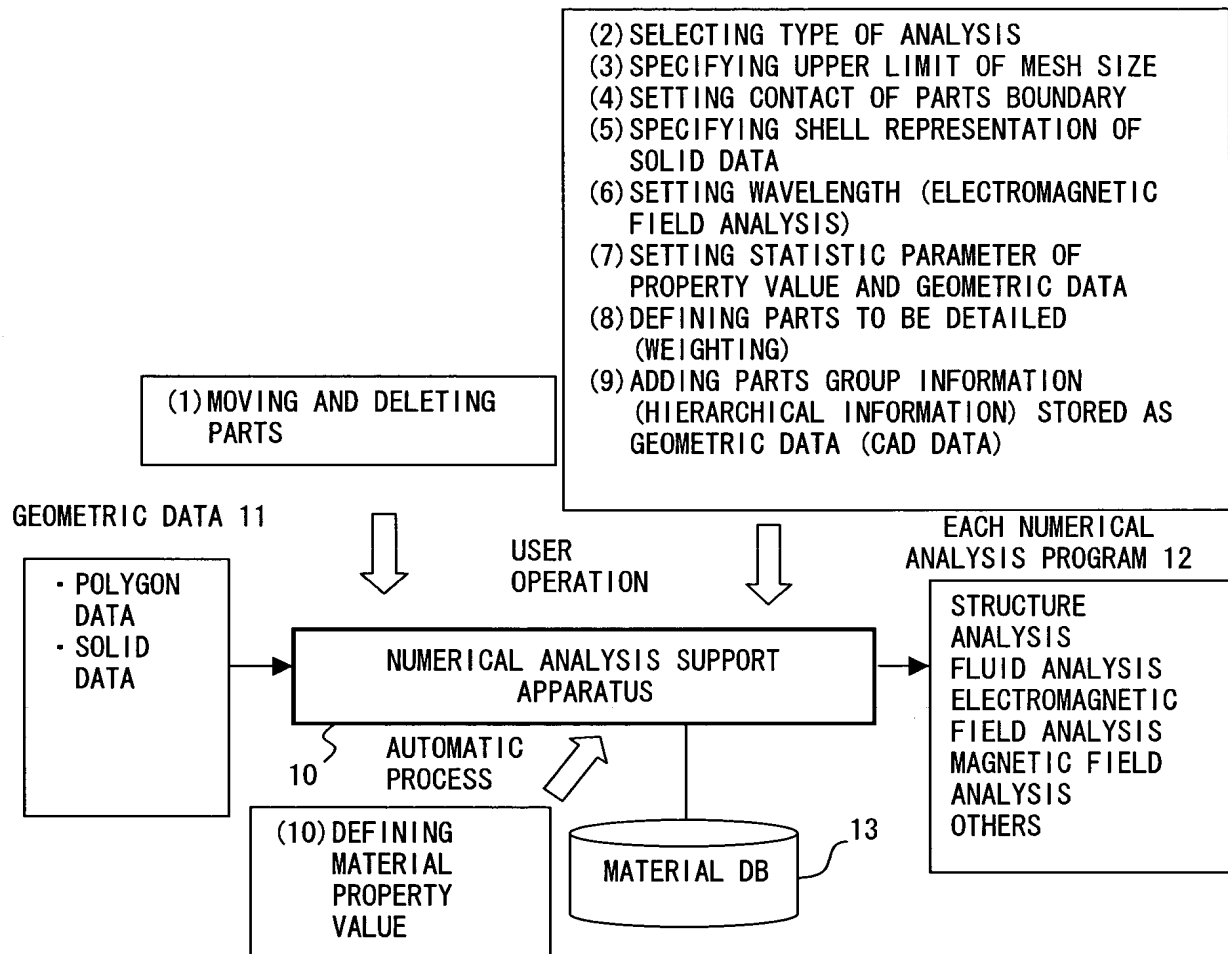 (2)SELECTING TYPE OF ANALYSIS
(3)SPECIFYING UPPER LIMIT OF MESH SIZE
(4)SETTING CONTACT OF PARTS BOUNDARY
(5)SPECIFYING SHELL REPRESENTATION OF
SOLID DATA
(6)SETTING WAVELENGTH (ELECTROMAGNETIC
FIELD ANALYSIS)
(7)SETTING STATISTIC PARAMETER OF
PROPERTY VALUE AND GEOMETRIC DATA
(8)DEFINING PARTS TO BE DETAILED
(WEIGHTING)
(9)ADDING PARTS GROUP INFORMATION
(HIERARCHICAL INFORMATION) STORED AS
GEOMETRIC DATA (CAD DATA)
(1)MOVING AND DELETING
PARTS
GEOMETRIC DATA 11
· POLYGON
DATA
· SOLID
DATA
USER
OPERATION
EACH NUMERICAL
ANALYSIS PROGRAM 12
STRUCTURE
ANALYSIS
FLUID ANALYSIS
ELECTROMAGNETIC
FIELD ANALYSIS
MAGNETIC FIELD
ANALYSIS
OTHERS
NUMERICAL ANALYSIS SUPPORT
APPARATUS
10
AUTOMATIC
PROCESS
(10)DEFINING
MATERIAL
PROPERTY
VALUE
MATERIAL DB
13